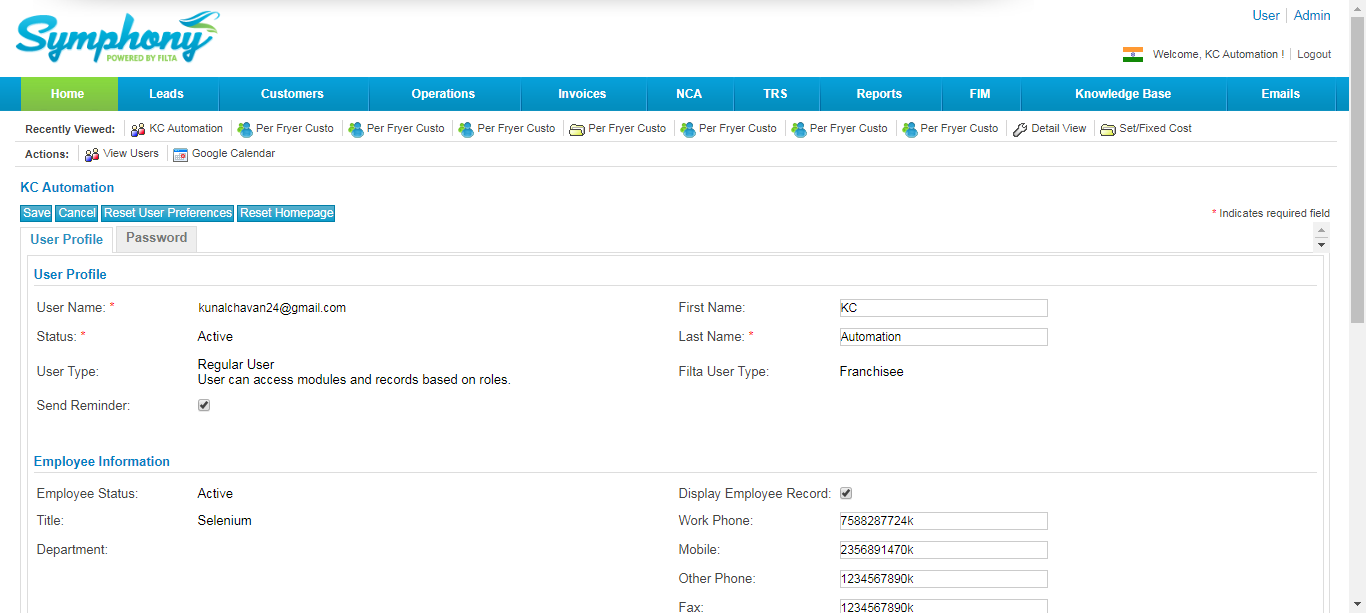 Symphony
POWERED BY FILTA
User Admin
Welcome, KC Automation ! Logout
Home Leads Customers Operations Invoices NCA TRS Reports FIM Knowledge Base Emails
Recently Viewed: KC Automation Per Fryer Custo Per Fryer Custo Per Fryer Custo Per Fryer Custo Per Fryer Custo Per Fryer Custo Per Fryer Custo Detail View Set/Fixed Cost
Actions: View Users Google Calendar
KC Automation
Save Cancel Reset User Preferences Reset Homepage * Indicates required field
User Profile Password
User Profile
User Name: * kunalchavan24@gmail.com First Name: KC
Status: * Active Last Name: * Automation
User Type: Regular User
User can access modules and records based on roles. Filta User Type: Franchisee
Send Reminder:
Employee Information
Employee Status: Active Display Employee Record:
Title: Selenium Work Phone: 7588287724k
Department: Mobile: 2356891470k
Other Phone: 1234567890k
Fax: 1234567890k